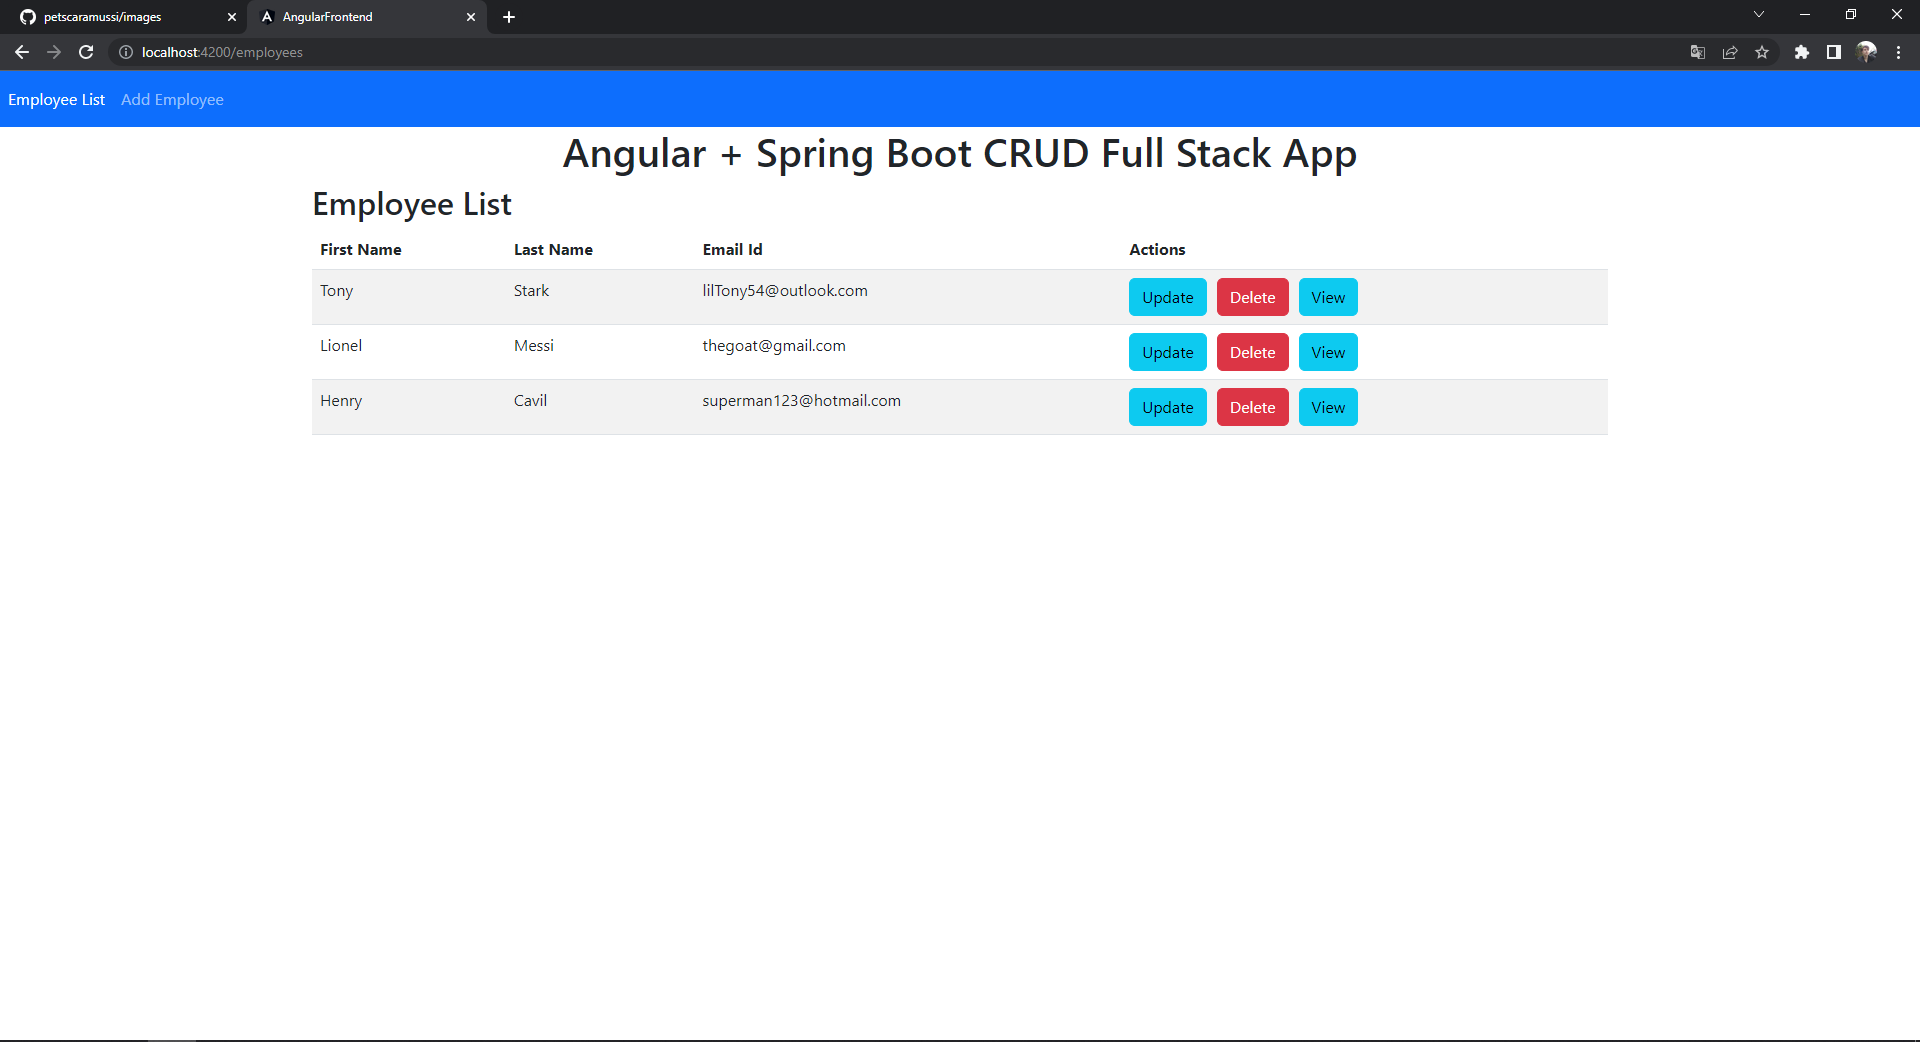 petscaramussi/images
AngularFrontend
localhost:4200/employees
Employee List Add Employee
Angular + Spring Boot CRUD Full Stack App
Employee List
First Name Last Name Email Id Actions
Tony Stark lilTony54@outlook.com Update Delete View
Lionel Messi thegoat@gmail.com Update Delete View
Henry Cavil superman123@hotmail.com Update Delete View